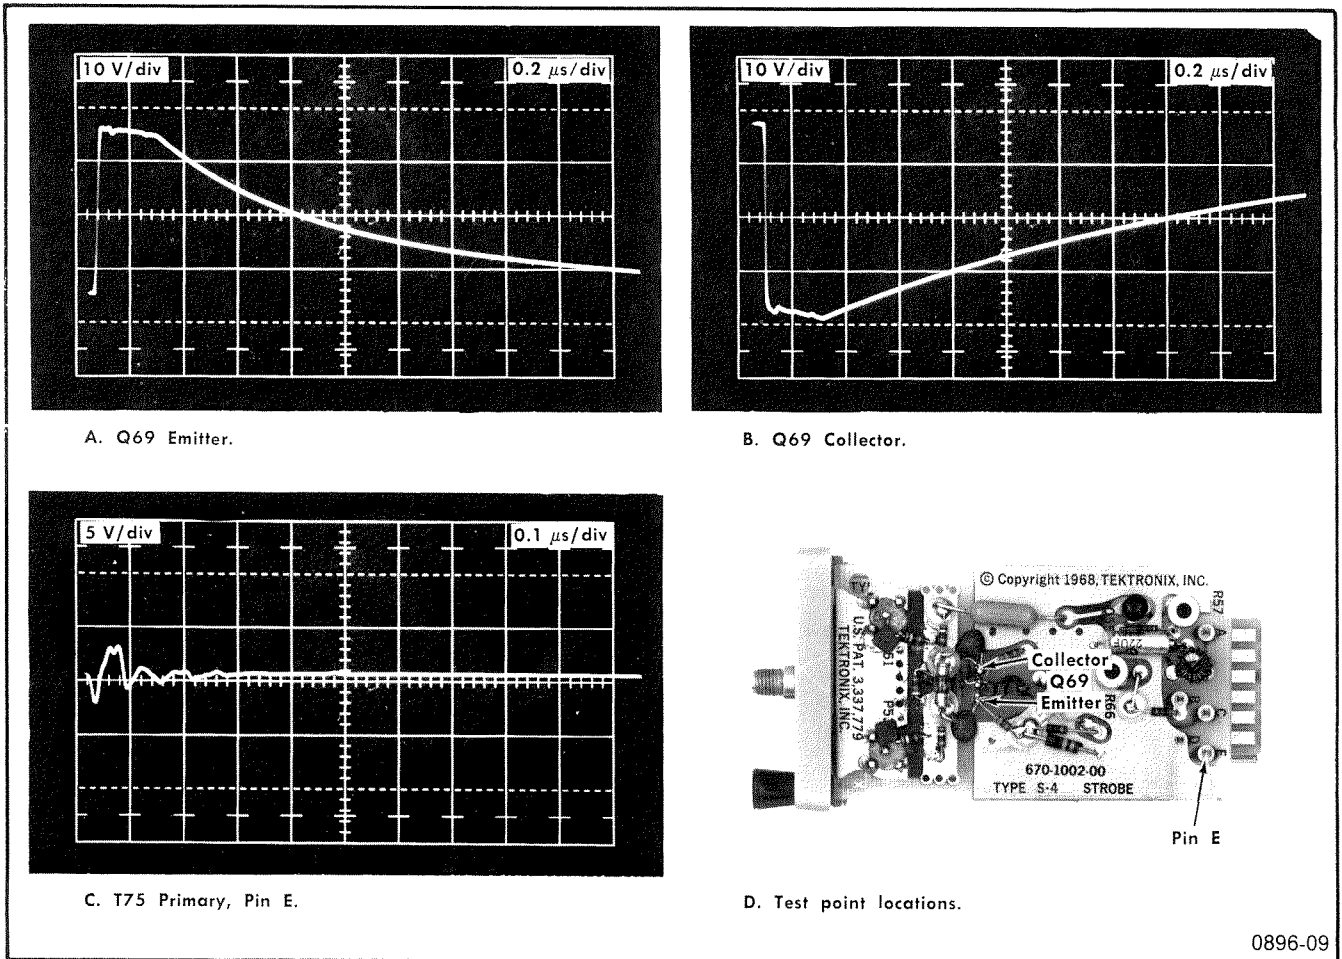 10 V/div
0.2 μs/div
10 V/div
0.2 μs/div
A. Q69 Emitter.
B. Q69 Collector.
5 V/div
0.1 μs/div
© Copyright 1968, TEKTRONIX, INC.
R57
A
U.S. PAT. 3,337,779
TEKTRONIX, INC.
Collector
Q69
Emitter
R66
C
E
670-1002-00
TYPE S-4 STROBE
Pin E
C. T75 Primary, Pin E.
D. Test point locations.
0896-09